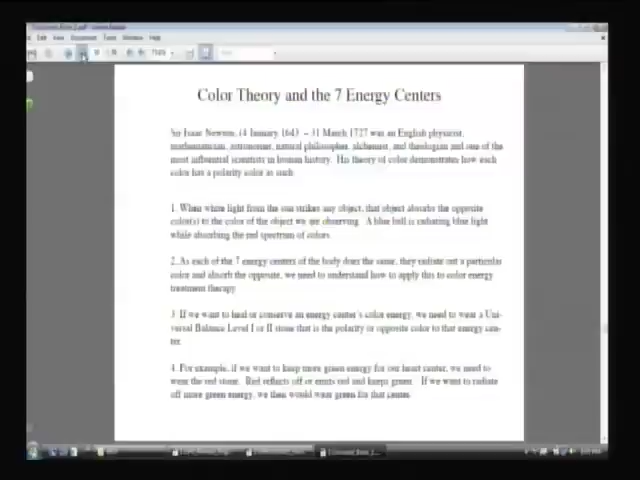 Color Theory and the 7 Energy Centers
Sir Isaac Newton, (4 January 1643 – 31 March 1727 was an English physicist,
mathematician, astronomer, natural philosopher, alchemist, and theologian and one of the
most influential scientists in human history. His theory of color demonstrates how each
color has a polarity color as such.
1. When white light from the sun strikes any object, that object absorbs the opposite
color(s) to the color of the object we are observing. A blue ball is radiating blue light
while absorbing the red spectrum of colors.
2. As each of the 7 energy centers of the body does the same, they radiate out a particular
color and absorb the opposite, we need to understand how to apply this to color energy
treatment therapy.
3. If we want to heal or conserve an energy center's color energy, we need to wear a Uni-
versal Balance Level I or II stone that is the polarity or opposite color to that energy cen-
ter.
4. For example, if we want to keep more green energy for our heart center, we need to
wear the red stone. Red reflects off or emits red and keeps green. If we want to radiate
off more green energy, we then would wear green for that center.